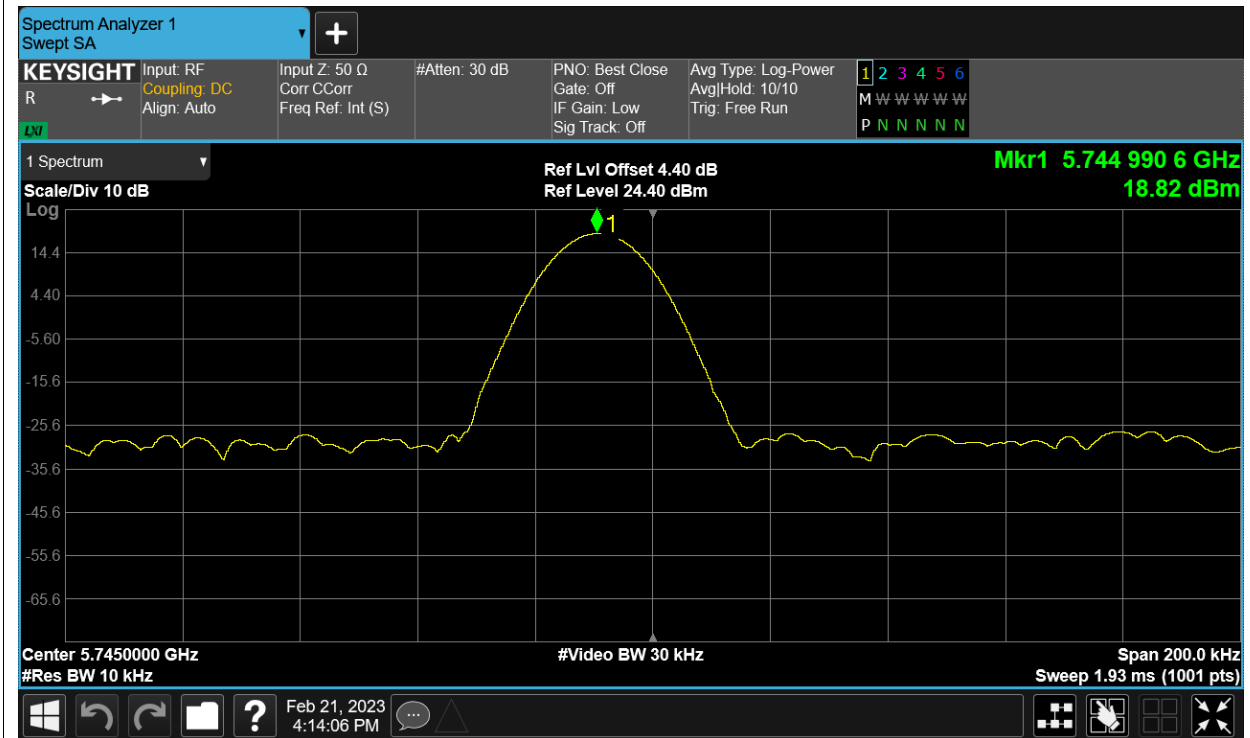 Spectrum Analyzer 1
Swept SA
+
KEYSIGHT
R
LXI
Input: RF
Coupling: DC
Align: Auto
Input Z: 50 Ω
Corr CCorr
Freq Ref: Int (S)
#Atten: 30 dB
PNO: Best Close
Gate: Off
IF Gain: Low
Sig Track: Off
Avg Type: Log-Power
Avg|Hold: 10/10
Trig: Free Run
1 2 3 4 5 6
M W W W W W
P N N N N N
1 Spectrum
Scale/Div 10 dB
Log
Ref Lvl Offset 4.40 dB
Ref Level 24.40 dBm
Mkr1 5.744 990 6 GHz
18.82 dBm
1
14.4
4.40
-5.60
-15.6
-25.6
-35.6
-45.6
-55.6
-65.6
Center 5.7450000 GHz
#Res BW 10 kHz
#Video BW 30 kHz
Span 200.0 kHz
Sweep 1.93 ms (1001 pts)
?
Feb 21, 2023
4:14:06 PM